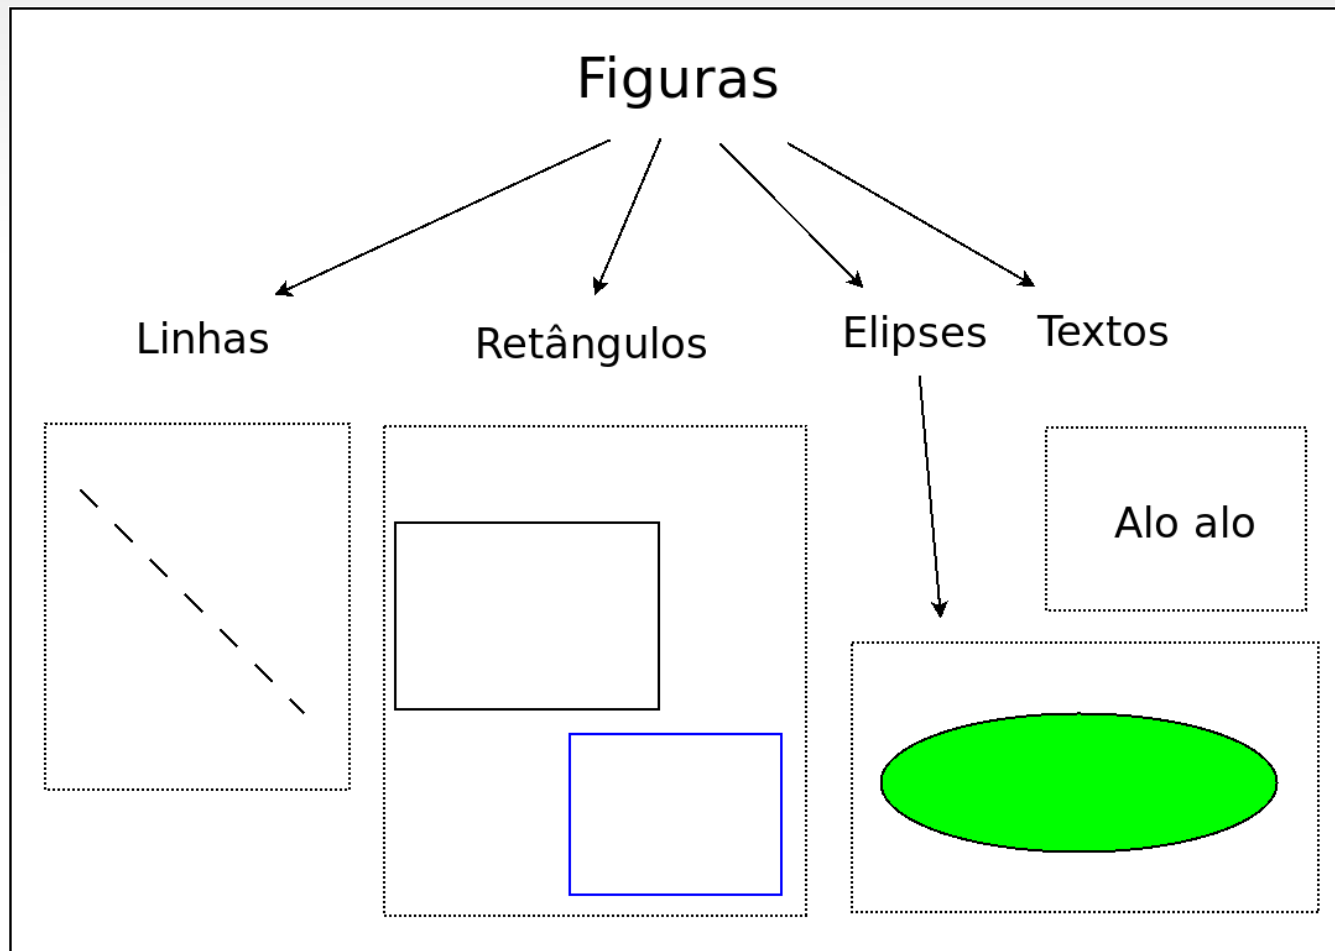 Figuras
Linhas
Retângulos
Elipses
Textos
Alo alo